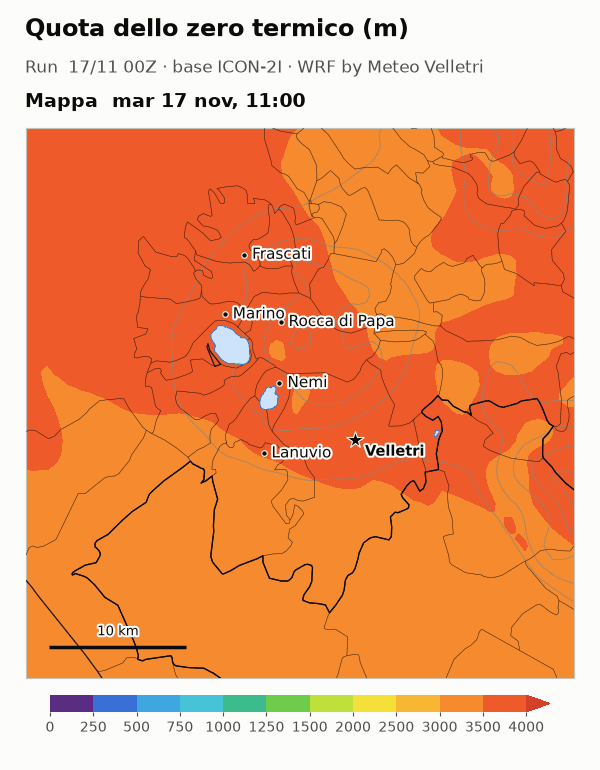 Quota dello zero termico (m)
Run  17/11 00Z · base ICON-2I · WRF by Meteo Velletri
Mappa  mar 17 nov, 11:00
Frascati
Marino
Rocca di Papa
Nemi
Velletri
Lanuvio
10 km
0 250 500 750 1000 1250 1500 2000 2500 3000 3500 4000